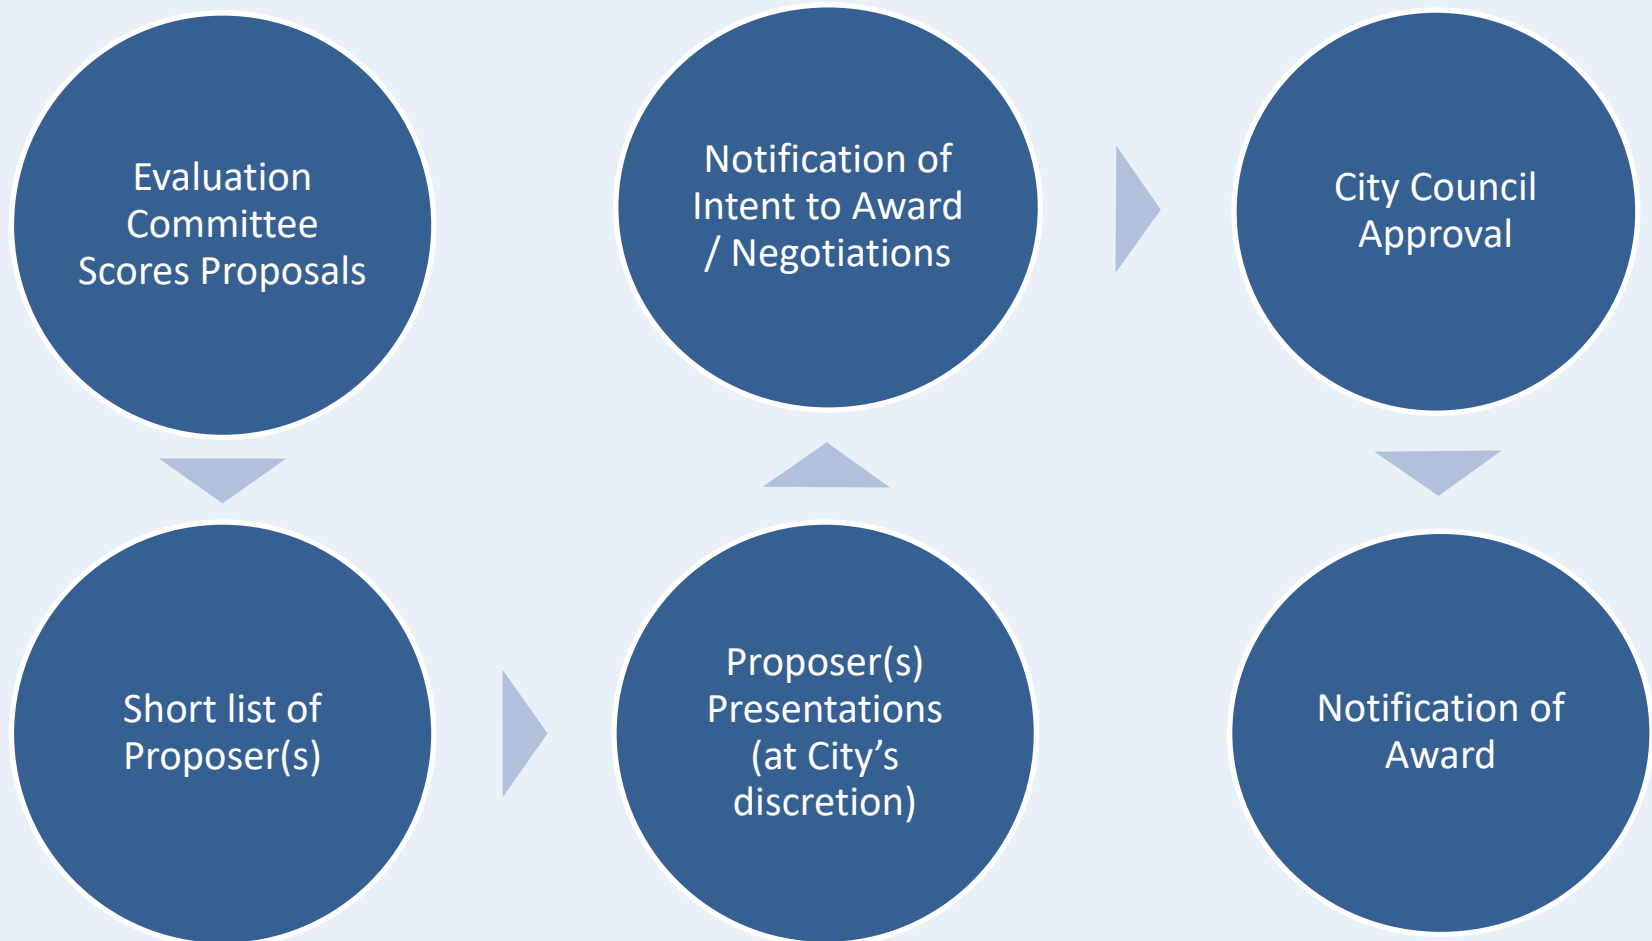 Evaluation
Committee
Scores Proposals
Short list of
Proposer(s)
Proposer(s)
Presentations
(at City’s
discretion)
Notification of
Intent to Award
/ Negotiations
City Council
Approval
Notification of
Award